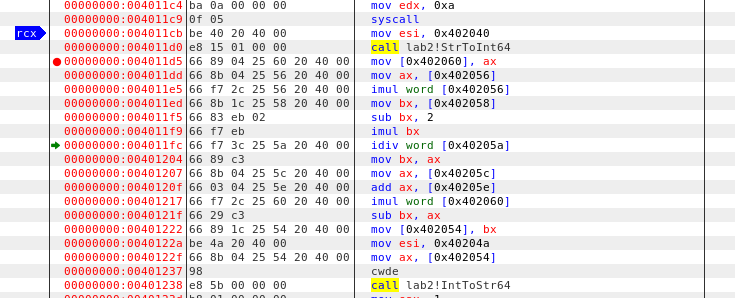 00000000:004011c4 ba 0a 00 00 00 mov edx, 0xa
00000000:004011c9 0f 05 syscall
rcx 00000000:004011cb be 40 20 40 00 mov esi, 0x402040
00000000:004011d0 e8 15 01 00 00 call lab2!StrToInt64
00000000:004011d5 66 89 04 25 60 20 40 00 mov [0x402060], ax
00000000:004011dd 66 8b 04 25 56 20 40 00 mov ax, [0x402056]
00000000:004011e5 66 f7 2c 25 56 20 40 00 imul word [0x402056]
00000000:004011ed 66 8b 1c 25 58 20 40 00 mov bx, [0x402058]
00000000:004011f5 66 83 eb 02 sub bx, 2
00000000:004011f9 66 f7 eb imul bx
00000000:004011fc 66 f7 3c 25 5a 20 40 00 idiv word [0x40205a]
00000000:00401204 66 89 c3 mov bx, ax
00000000:00401207 66 8b 04 25 5c 20 40 00 mov ax, [0x40205c]
00000000:0040120f 66 03 04 25 5e 20 40 00 add ax, [0x40205e]
00000000:00401217 66 f7 2c 25 60 20 40 00 imul word [0x402060]
00000000:0040121f 66 29 c3 sub bx, ax
00000000:00401222 66 89 1c 25 54 20 40 00 mov [0x402054], bx
00000000:0040122a be 4a 20 40 00 mov esi, 0x40204a
00000000:0040122f 66 8b 04 25 54 20 40 00 mov ax, [0x402054]
00000000:00401237 98 cwde
00000000:00401238 e8 5b 00 00 00 call lab2!IntToStr64